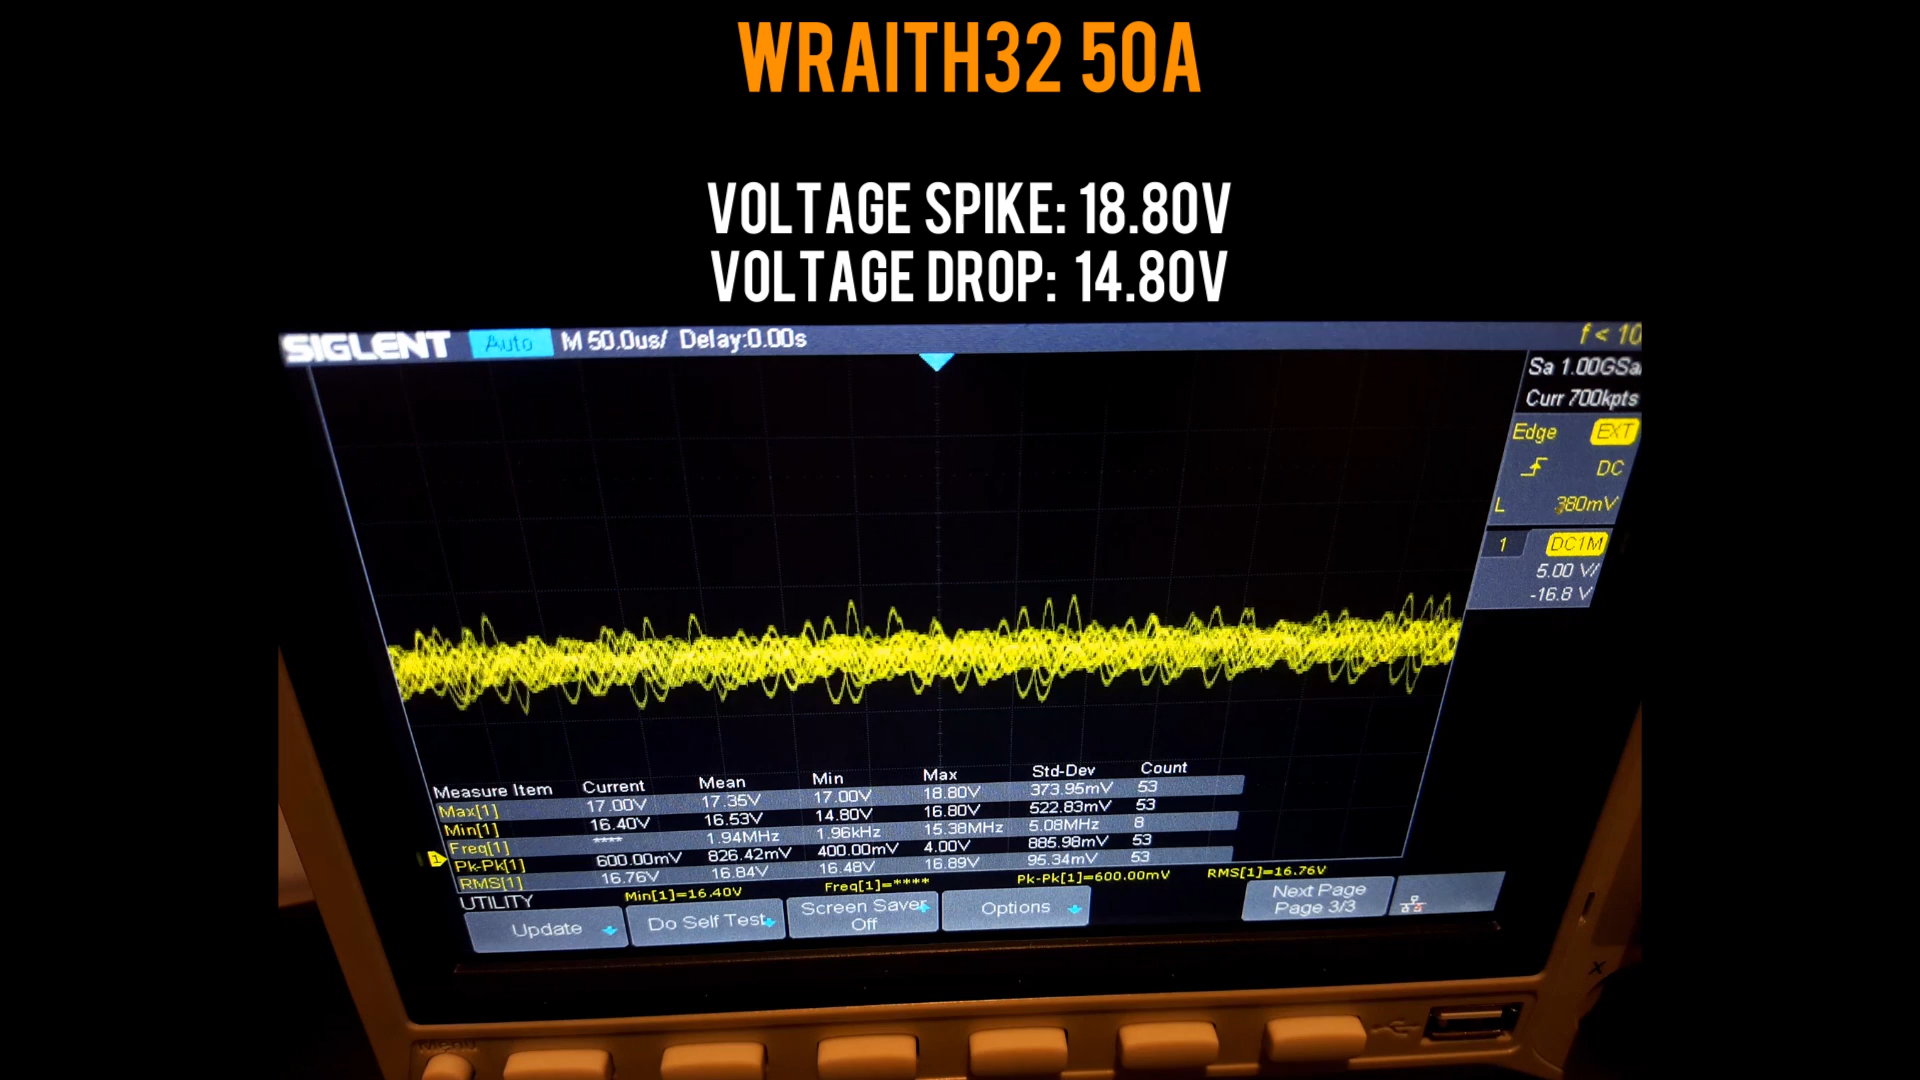 WRAITH32 50A
VOLTAGE SPIKE: 18.80V
VOLTAGE DROP: 14.80V
SIGLENT Auto M 50.0us/ Delay:0.00s f < 10
Sa 1.00GSa
Curr 700kpts
Edge EXT
DC
L 380mV
1 DC1M
5.00 V/
-16.8 V
Measure Item Current Mean Min Max Std-Dev Count
Max[1] 17.00V 17.35V 17.00V 18.80V 373.95mV 53
Min[1] 16.40V 16.53V 14.80V 16.80V 522.83mV 53
Freq[1] **** 1.94MHz 1.96kHz 15.38MHz 5.08MHz 8
Pk-Pk[1] 600.00mV 826.42mV 400.00mV 4.00V 885.98mV 53
RMS[1] 16.76V 16.84V 16.48V 16.89V 95.34mV 53
1
UTILITY Min[1]=16.40V Freq[1]=**** Pk-Pk[1]=600.00mV RMS[1]=16.76V
Update Do Self Test Screen Saver Off Options Next Page Page 3/3
Menu